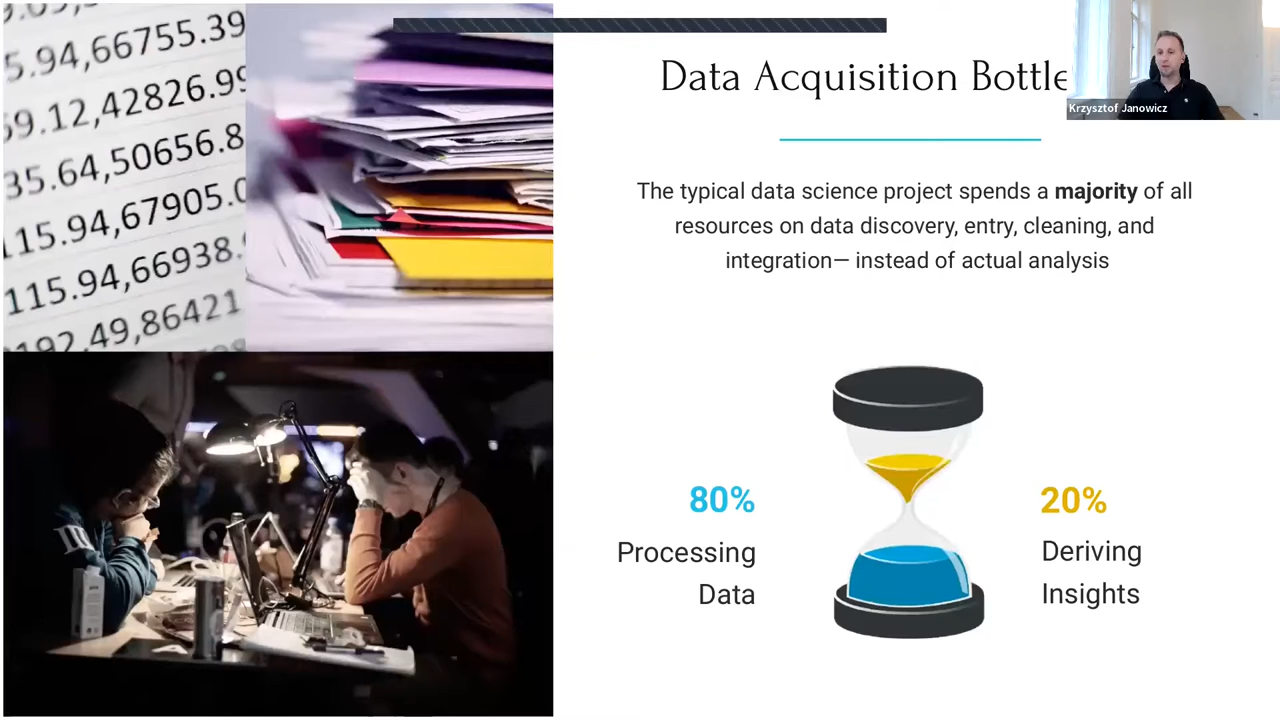 5.94,66755.39
59.12,42826.99
35.64,50656.8
115.94,67905.0
115.94,66938.
192,49,86421
Data Acquisition Bottle
Krzysztof Janowicz
The typical data science project spends a majority of all
resources on data discovery, entry, cleaning, and
integration— instead of actual analysis
80%
Processing
Data
20%
Deriving
Insights